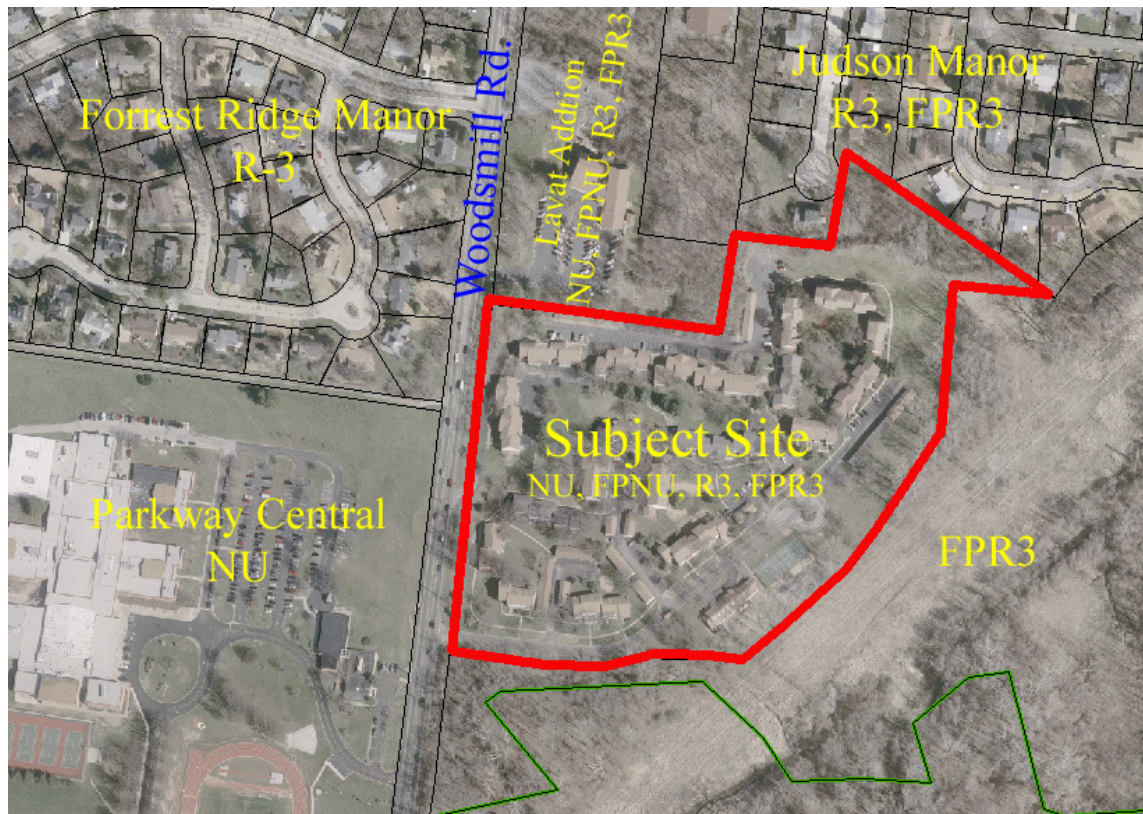 Forrest Ridge Manor
R-3
Woodsmill Rd.
Lavat Addtion
NU, FPNU, R3, FPR3
Judson Manor
R3, FPR3
Subject Site
NU, FPNU, R3, FPR3
Parkway Central
NU
FPR3